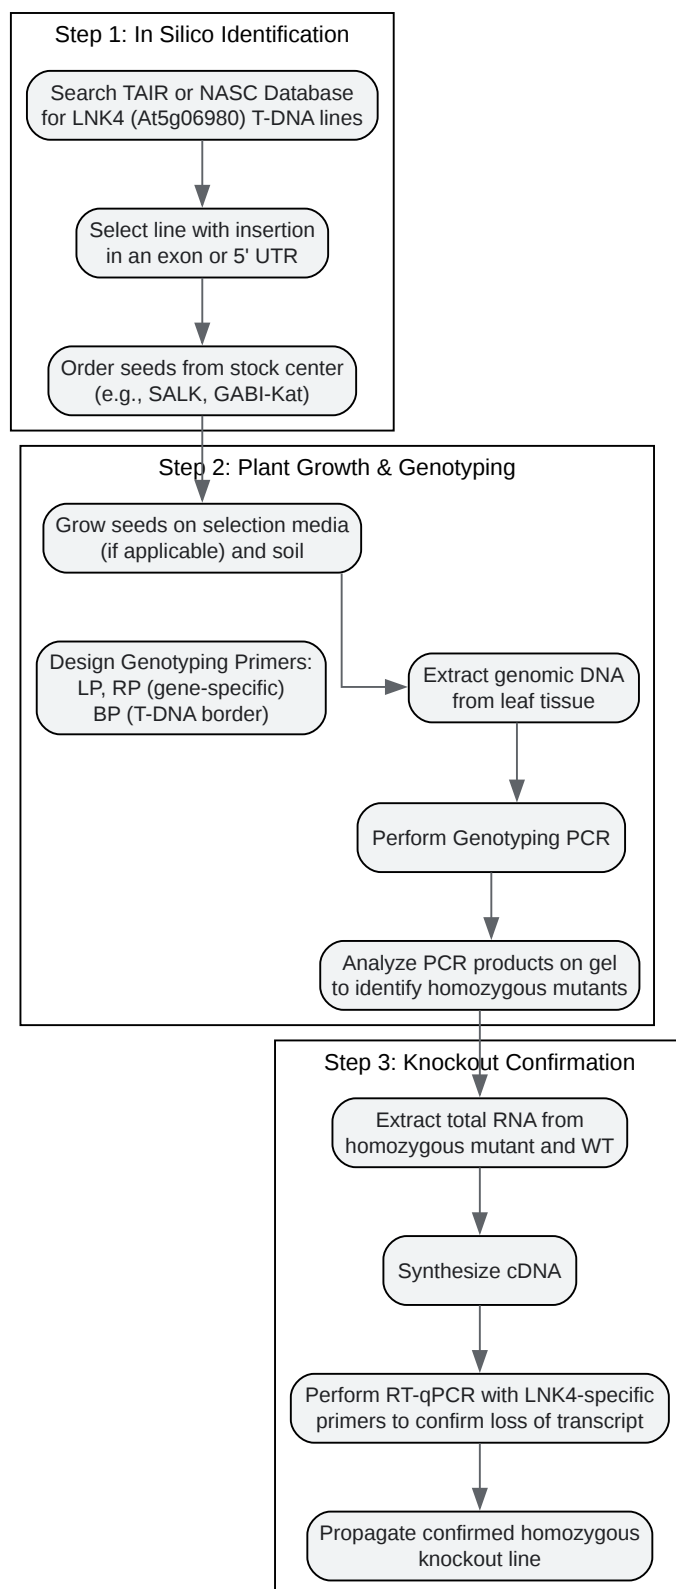 Step 1: In Silico Identification
Search TAIR or NASC Database
for LNK4 (At5g06980) T-DNA lines
Select line with insertion
in an exon or 5' UTR
Order seeds from stock center
(e.g., SALK, GABI-Kat)
Step 2: Plant Growth & Genotyping
Grow seeds on selection media
(if applicable) and soil
Design Genotyping Primers:
LP, RP (gene-specific)
BP (T-DNA border)
Extract genomic DNA
from leaf tissue
Perform Genotyping PCR
Analyze PCR products on gel
to identify homozygous mutants
Step 3: Knockout Confirmation
Extract total RNA from
homozygous mutant and WT
Synthesize cDNA
Perform RT-qPCR with LNK4-specific
primers to confirm loss of transcript
Propagate confirmed homozygous
knockout line